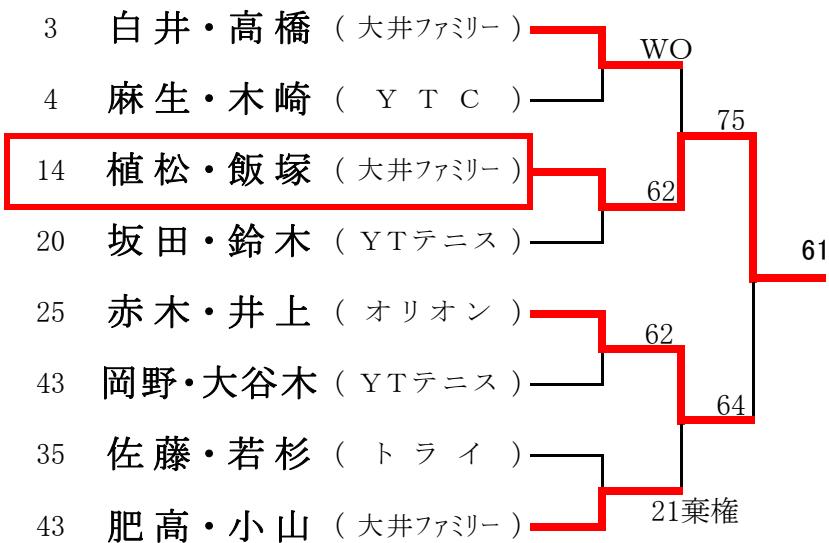 3 白井・高橋 (大井ファミリー)
WO
4 麻生・木崎 (YTC)
75
14 植松・飯塚 (大井ファミリー)
62
20 坂田・鈴木 (YTテニス)
61
25 赤木・井上 (オリオン)
62
43 岡野・大谷木 (YTテニス)
64
35 佐藤・若杉 (トライ)
21棄権
43 肥高・小山 (大井ファミリー)